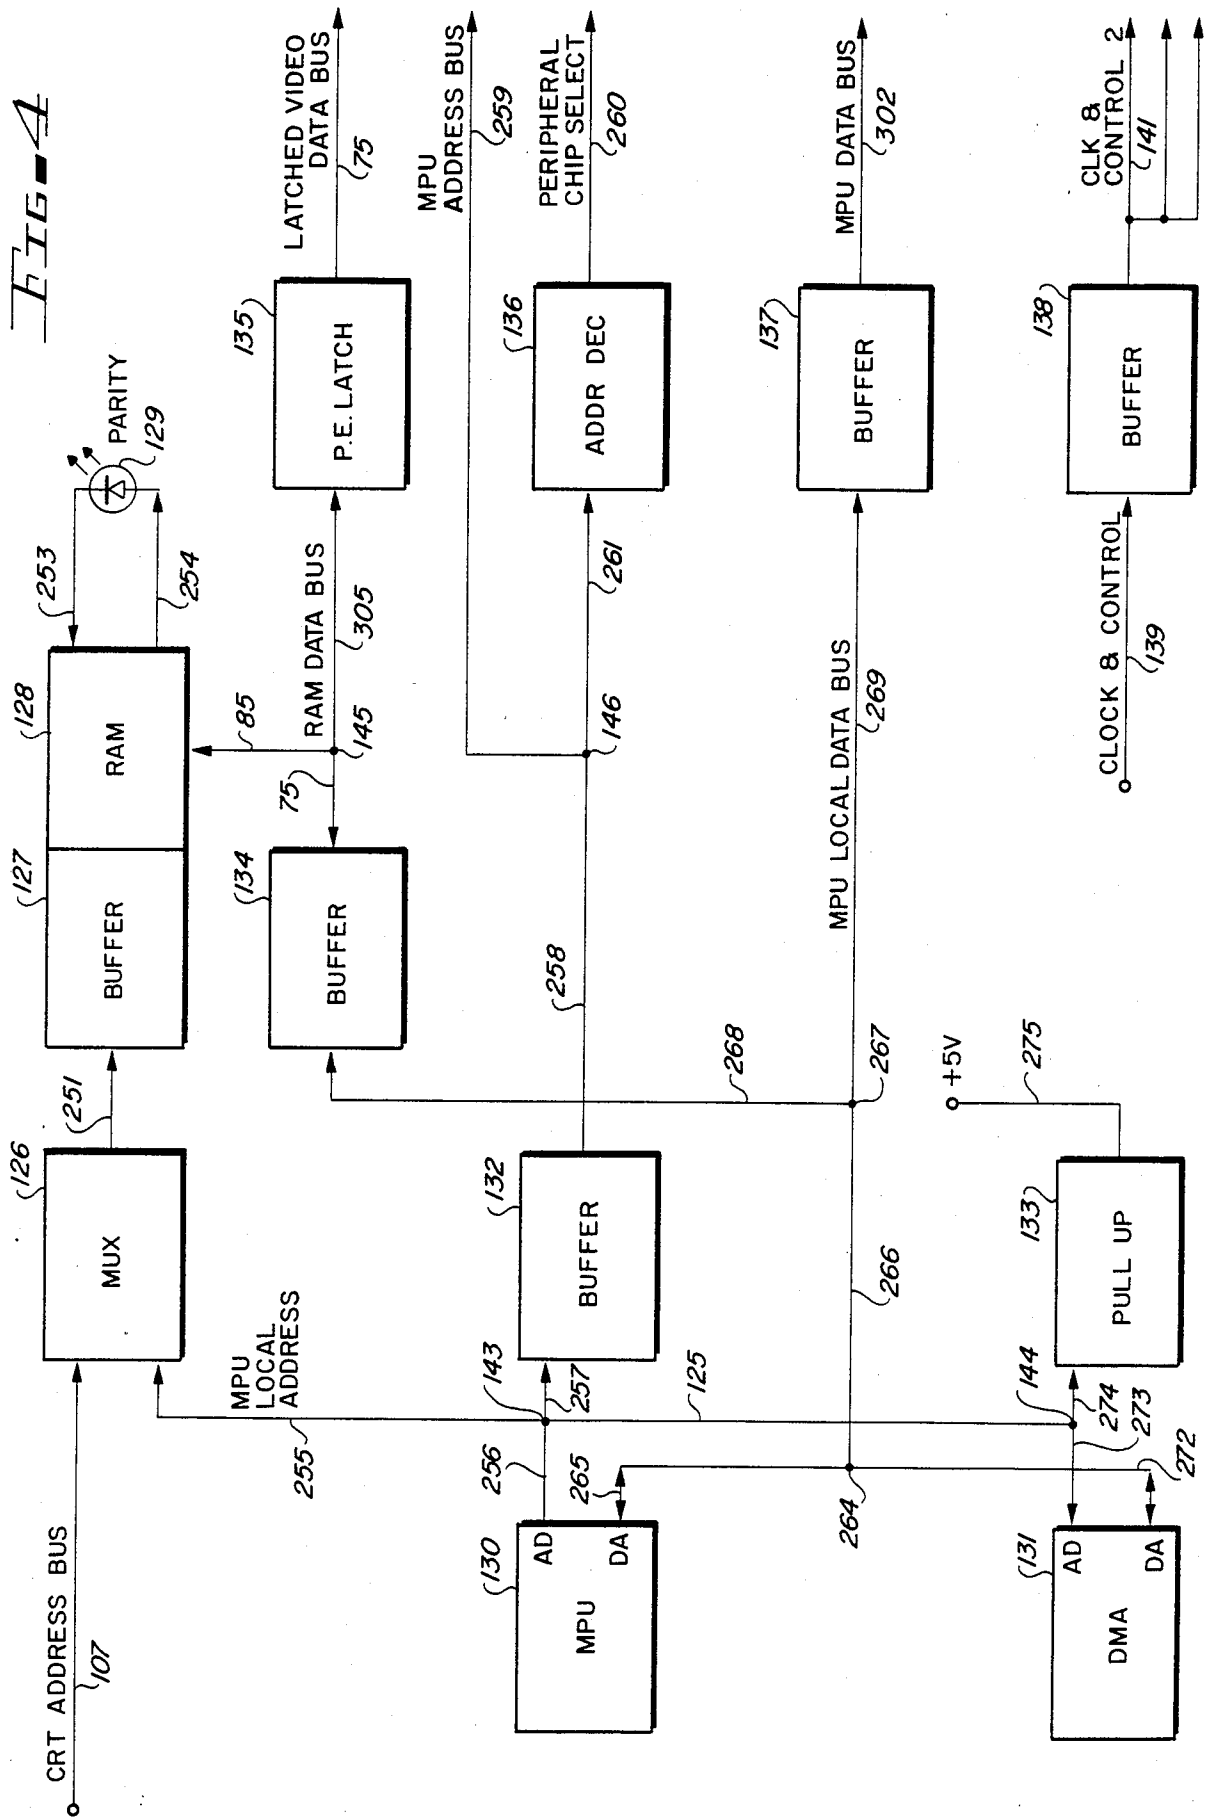 FIG-4
CRT ADDRESS BUS
107
MPU
LOCAL
ADDRESS
255
MUX
126
251
BUFFER
127
RAM
128
253
254
PARITY
129
BUFFER
134
75
145
85
RAM DATA BUS
305
P.E. LATCH
135
LATCHED VIDEO
DATA BUS
75
MPU
ADDRESS BUS
259
MPU
130
AD
DA
256
265
143
257
BUFFER
132
258
146
261
ADDR DEC
136
PERIPHERAL
CHIP SELECT
260
125
264
266
267
268
MPU LOCAL DATA BUS
269
BUFFER
137
MPU DATA BUS
302
DMA
131
AD
DA
272
273
274
144
PULL UP
133
+5V
275
CLOCK & CONTROL
139
BUFFER
138
CLK &
CONTROL 2
141